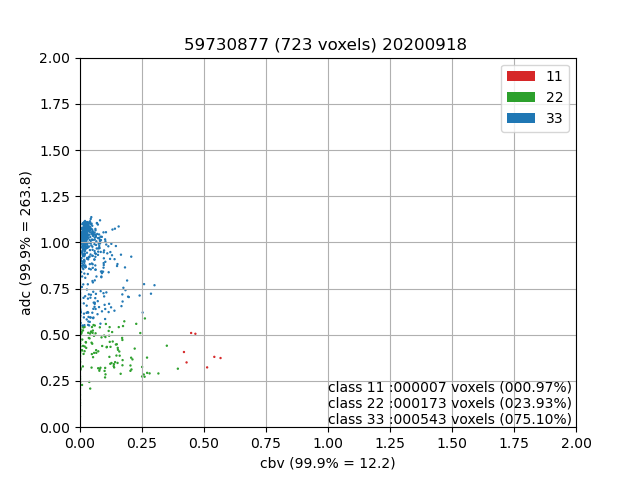 59730877 (723 voxels) 20200918
2.00
1.75
1.50
1.25
1.00
0.75
0.50
0.25
0.00
adc (99.9% = 263.8)
11
22
33
class 11 :000007 voxels (000.97%)
class 22 :000173 voxels (023.93%)
class 33 :000543 voxels (075.10%)
0.00 0.25 0.50 0.75 1.00 1.25 1.50 1.75 2.00
cbv (99.9% = 12.2)